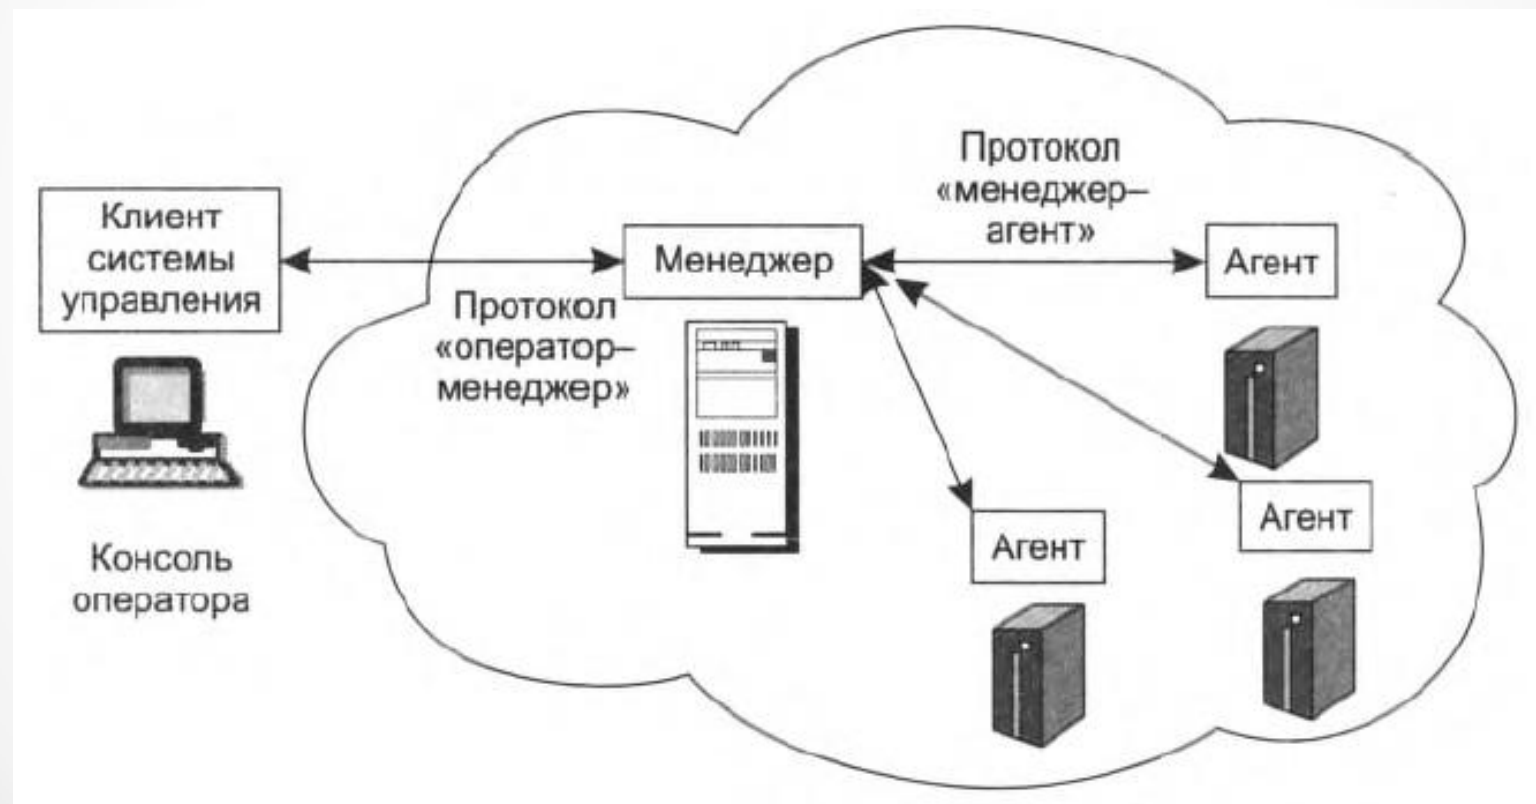 Клиент
системы
управления
Консоль
оператора
Протокол
«оператор–
менеджер»
Менеджер
Протокол
«менеджер–
агент»
Агент
Агент
Агент